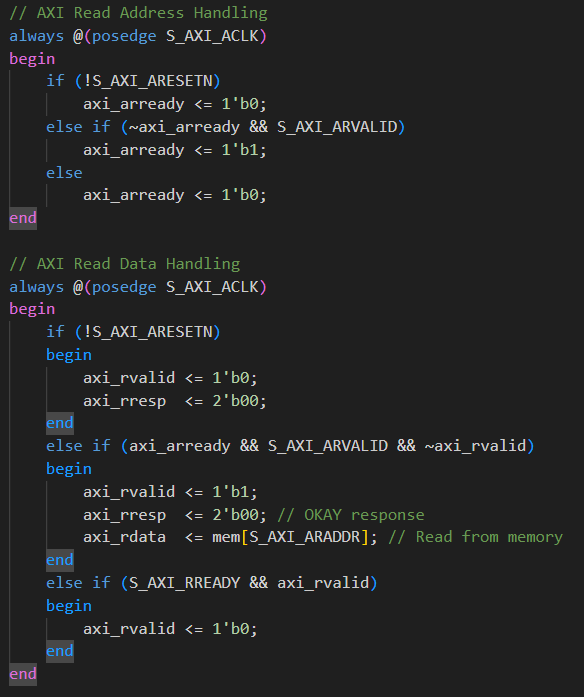 // AXI Read Address Handling
always @(posedge S_AXI_ACLK)
begin
    if (!S_AXI_ARESETN)
        axi_arready <= 1'b0;
    else if (~axi_arready && S_AXI_ARVALID)
        axi_arready <= 1'b1;
    else
        axi_arready <= 1'b0;
end

// AXI Read Data Handling
always @(posedge S_AXI_ACLK)
begin
    if (!S_AXI_ARESETN)
    begin
        axi_rvalid <= 1'b0;
        axi_rresp  <= 2'b00;
    end
    else if (axi_arready && S_AXI_ARVALID && ~axi_rvalid)
    begin
        axi_rvalid <= 1'b1;
        axi_rresp  <= 2'b00; // OKAY response
        axi_rdata  <= mem[S_AXI_ARADDR]; // Read from memory
    end
    else if (S_AXI_RREADY && axi_rvalid)
    begin
        axi_rvalid <= 1'b0;
    end
end